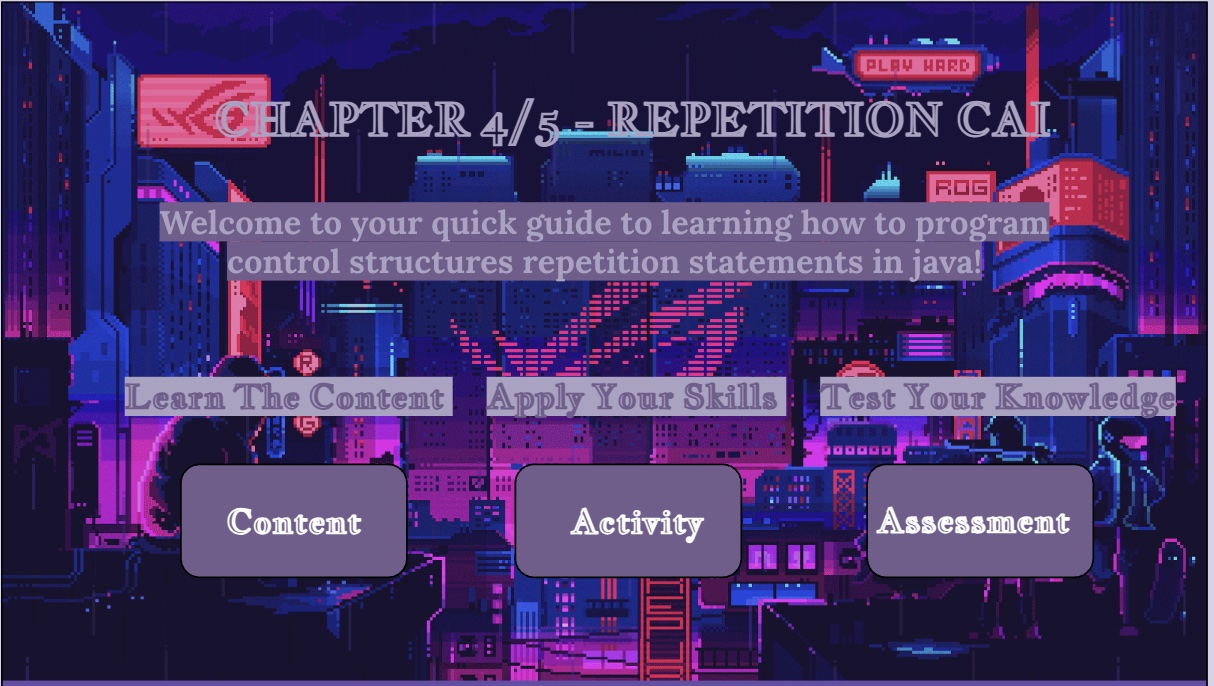 PLAY HARD
CHAPTER 4/5 - REPETITION CAI
ROG
Welcome to your quick guide to learning how to program
control structures repetition statements in java!
R
G
Learn The Content Apply Your Skills Test Your Knowledge
Content Activity Assessment